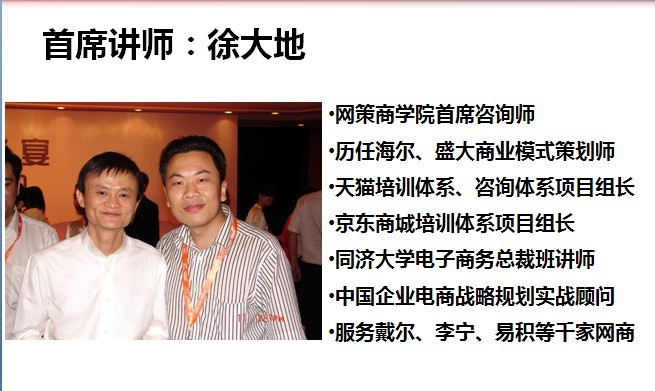 首席讲师：徐大地
宴
•网策商学院首席咨询师
•历任海尔、盛大商业模式策划师
•天猫培训体系、咨询体系项目组长
•京东商城培训体系项目组长
•同济大学电子商务总裁班讲师
•中国企业电商战略规划实战顾问
•服务戴尔、李宁、易积等千家网商